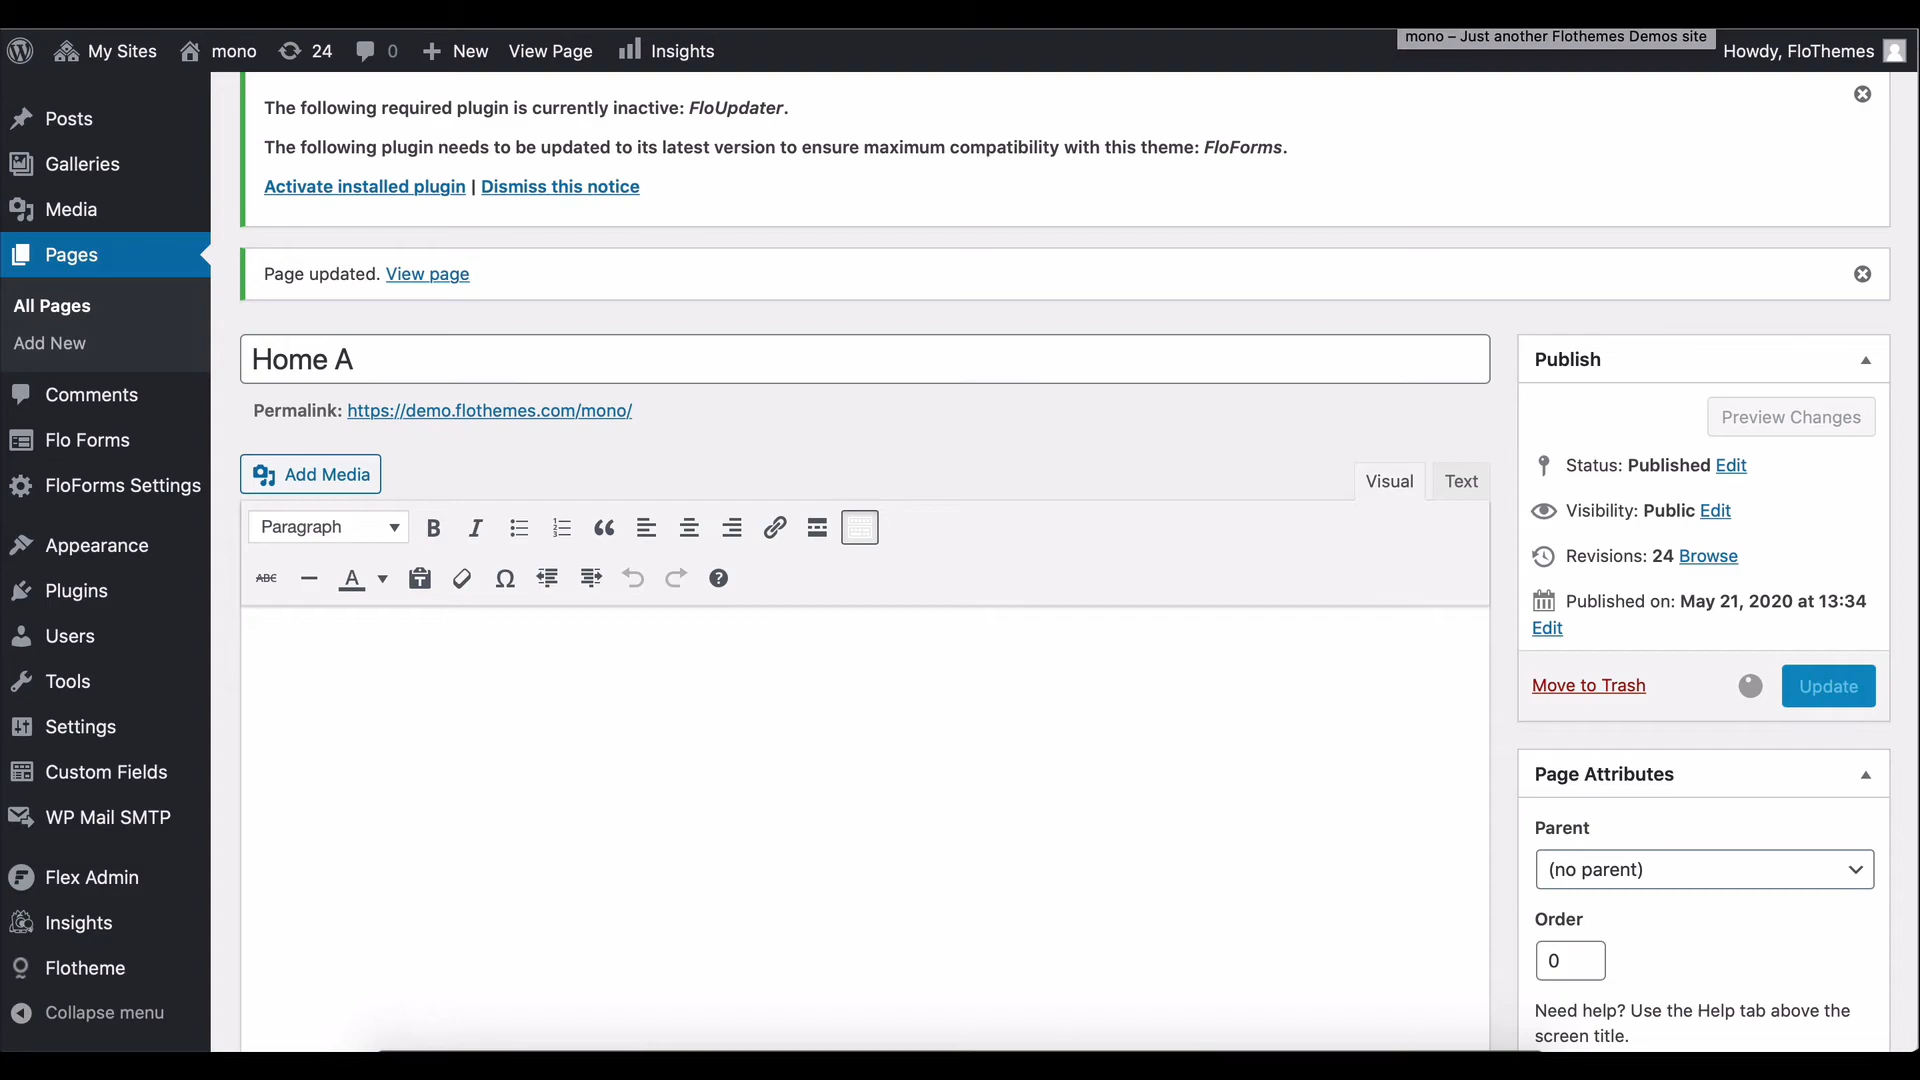 My Sites
mono
24
0
New
View Page
Insights
mono – Just another Flothemes Demos site
Howdy, FloThemes
Posts
Galleries
Media
Pages
All Pages
Add New
Comments
Flo Forms
FloForms Settings
Appearance
Plugins
Users
Tools
Settings
Custom Fields
WP Mail SMTP
Flex Admin
Insights
Flotheme
Collapse menu
The following required plugin is currently inactive: FloUpdater.
The following plugin needs to be updated to its latest version to ensure maximum compatibility with this theme: FloForms.
Activate installed plugin | Dismiss this notice
Page updated. View page
Home A
Permalink: https://demo.flothemes.com/mono/
Add Media
Visual
Text
Paragraph
B
I
ABC
A
Ω
Publish
Preview Changes
Status: Published Edit
Visibility: Public Edit
Revisions: 24 Browse
Published on: May 21, 2020 at 13:34
Edit
Move to Trash
Update
Page Attributes
Parent
(no parent)
Order
0
Need help? Use the Help tab above the
screen title.